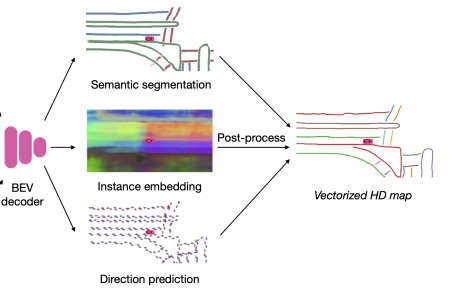 Semantic segmentation
Post-process
BEV
decoder
Instance embedding
Vectorized HD map
Direction prediction